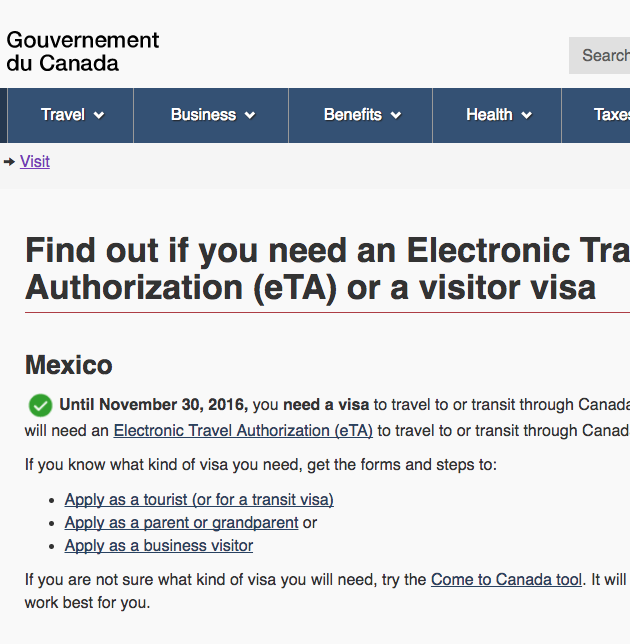 Gouvernement
du Canada
Search
Travel
Business
Benefits
Health
Taxes
Visit
Find out if you need an Electronic Tra
Authorization (eTA) or a visitor visa
Mexico
Until November 30, 2016, you need a visa to travel to or transit through Canada
will need an Electronic Travel Authorization (eTA) to travel to or transit through Canad
If you know what kind of visa you need, get the forms and steps to:
• Apply as a tourist (or for a transit visa)
• Apply as a parent or grandparent or
• Apply as a business visitor
If you are not sure what kind of visa you will need, try the Come to Canada tool. It will
work best for you.